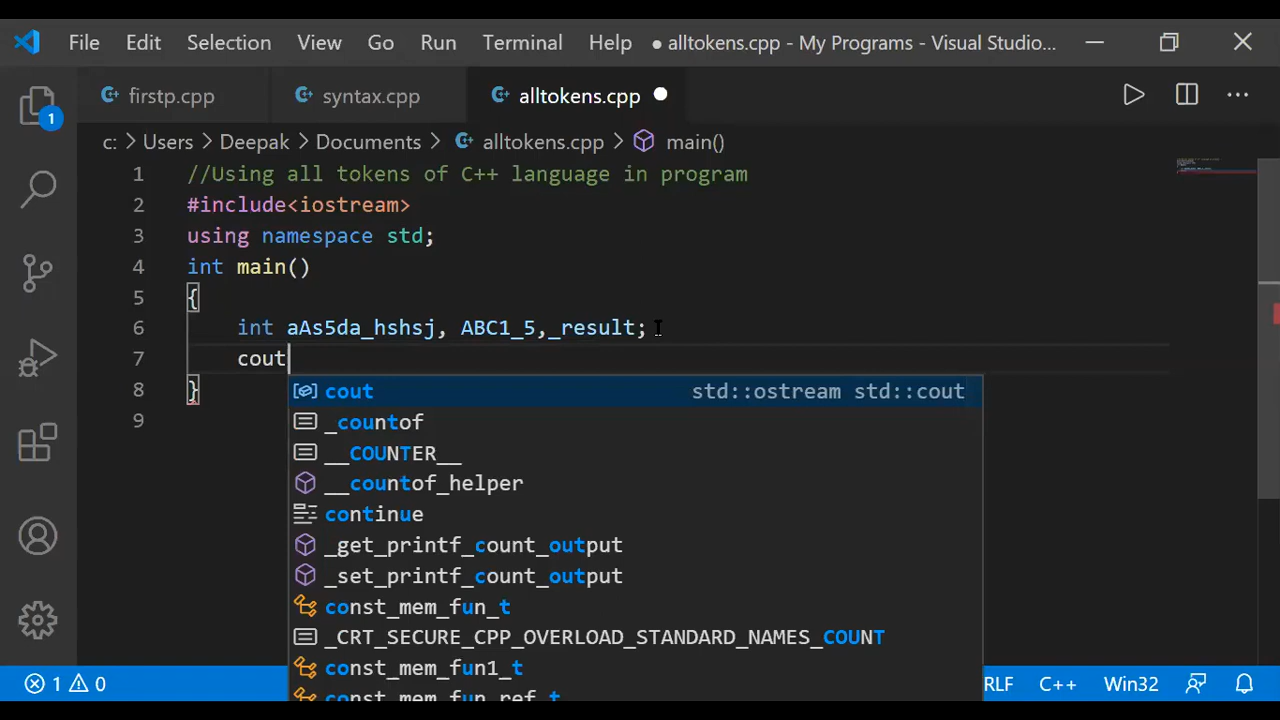 File Edit Selection View Go Run Terminal Help ● alltokens.cpp - My Programs - Visual Studio...
firstp.cpp syntax.cpp alltokens.cpp
c: > Users > Deepak > Documents > alltokens.cpp > main()
1
1 //Using all tokens of C++ language in program
2 #include<iostream>
3 using namespace std;
4 int main()
5 {
6 int aAs5da_hshsj, ABC1_5,_result;
7 cout
8 }
9
cout std::ostream std::cout
_countof
__COUNTER__
__countof_helper
continue
_get_printf_count_output
_set_printf_count_output
const_mem_fun_t
_CRT_SECURE_CPP_OVERLOAD_STANDARD_NAMES_COUNT
const_mem_fun1_t
const_mem_fun_ref_t
1 0 RLF C++ Win32